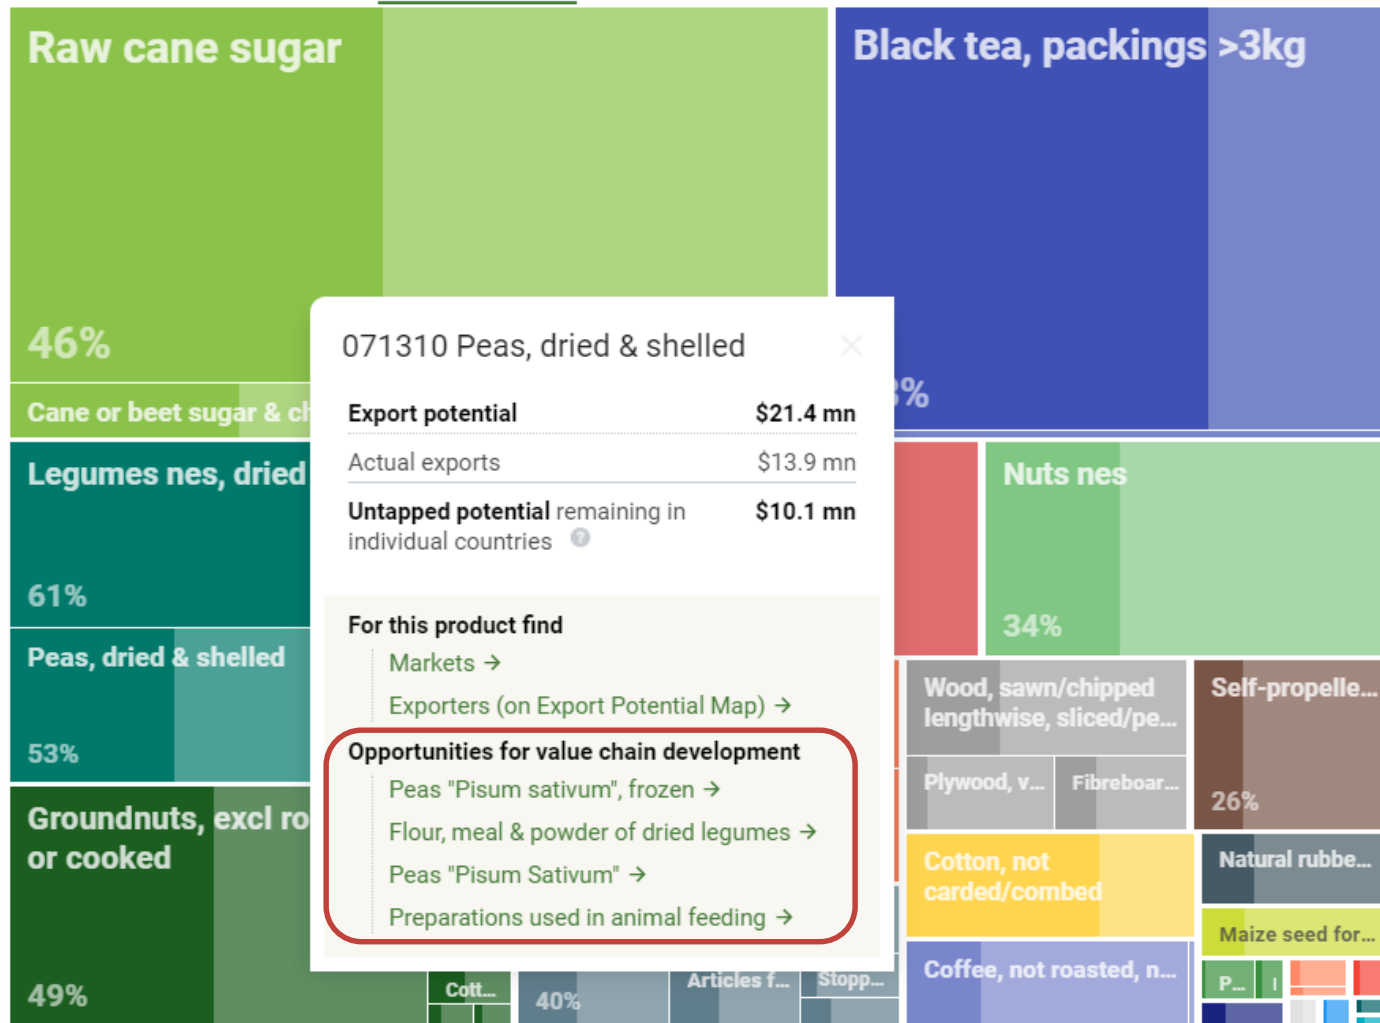 Raw cane sugar
Black tea, packings >3kg
46%
%
Cane or beet sugar & ch
071310 Peas, dried & shelled
Export potential $21.4 mn
Actual exports $13.9 mn
Untapped potential remaining in $10.1 mn
individual countries ?
For this product find
Markets →
Exporters (on Export Potential Map) →
Opportunities for value chain development
Peas "Pisum sativum", frozen →
Flour, meal & powder of dried legumes →
Peas "Pisum Sativum" →
Preparations used in animal feeding →
Legumes nes, dried
61%
Peas, dried & shelled
53%
Groundnuts, excl ro
or cooked
49%
Cott...
40%
Articles f...
Stopp...
Nuts nes
34%
Wood, sawn/chipped
lengthwise, sliced/pe...
Plywood, v...
Fibreboar...
Self-propelle...
26%
Cotton, not
carded/combed
Natural rubbe...
Maize seed for...
Coffee, not roasted, n...
P...